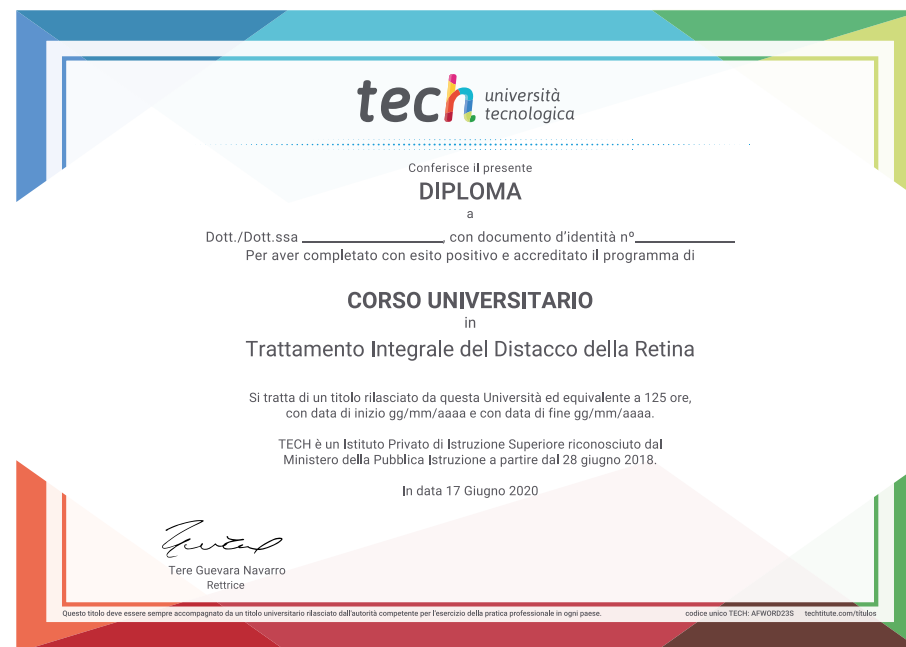 tech università
tecnologica
Conferisce il presente
DIPLOMA
a
Dott./Dott.ssa ____________________, con documento d'identità nº______________
Per aver completato con esito positivo e accreditato il programma di
CORSO UNIVERSITARIO
in
Trattamento Integrale del Distacco della Retina
Si tratta di un titolo rilasciato da questa Università ed equivalente a 125 ore,
con data di inizio gg/mm/aaaa e con data di fine gg/mm/aaaa.
TECH è un Istituto Privato di Istruzione Superiore riconosciuto dal
Ministero della Pubblica Istruzione a partire dal 28 giugno 2018.
In data 17 Giugno 2020
Tere Guevara Navarro
Rettrice
Questo titolo deve essere sempre accompagnato da un titolo universitario rilasciato dall'autorità competente per l'esercizio della pratica professionale in ogni paese. codice unico TECH: AFWORD23S techtitute.com/titulos